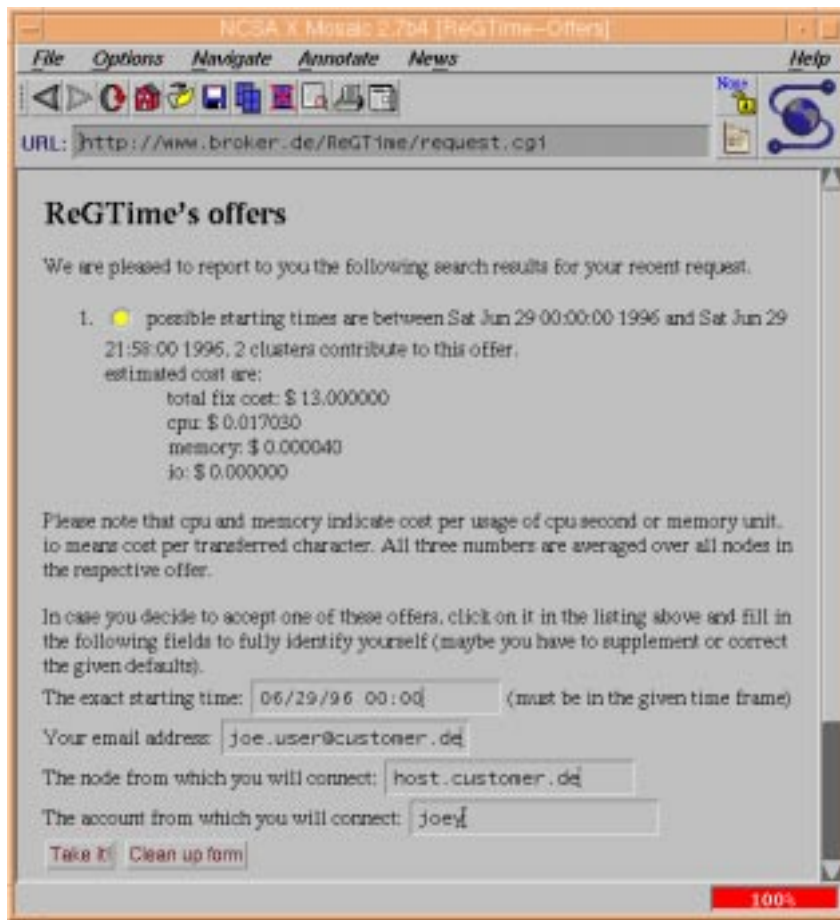 NCSA X Mosaic 2.7b4 [ReGTime-Offers]
File Options Navigate Annotate News Help
None
URL: http://www.broker.de/ReGTime/request.cgi
ReGTime's offers
We are pleased to report to you the following search results for your recent request.
1. possible starting times are between Sat Jun 29 00:00:00 1996 and Sat Jun 29
21:58:00 1996, 2 clusters contribute to this offer.
estimated cost are:
total fix cost: $ 13.000000
cpu: $ 0.017030
memory: $ 0.000040
io: $ 0.000000
Please note that cpu and memory indicate cost per usage of cpu second or memory unit,
io means cost per transferred character. All three numbers are averaged over all nodes in
the respective offer.
In case you decide to accept one of these offers, click on it in the listing above and fill in
the following fields to fully identify yourself (maybe you have to supplement or correct
the given defaults).
The exact starting time: 06/29/96 00:00 (must be in the given time frame)
Your email address: joe.user@customer.de
The node from which you will connect: host.customer.de
The account from which you will connect: joey
Take it! Clean up form
100%